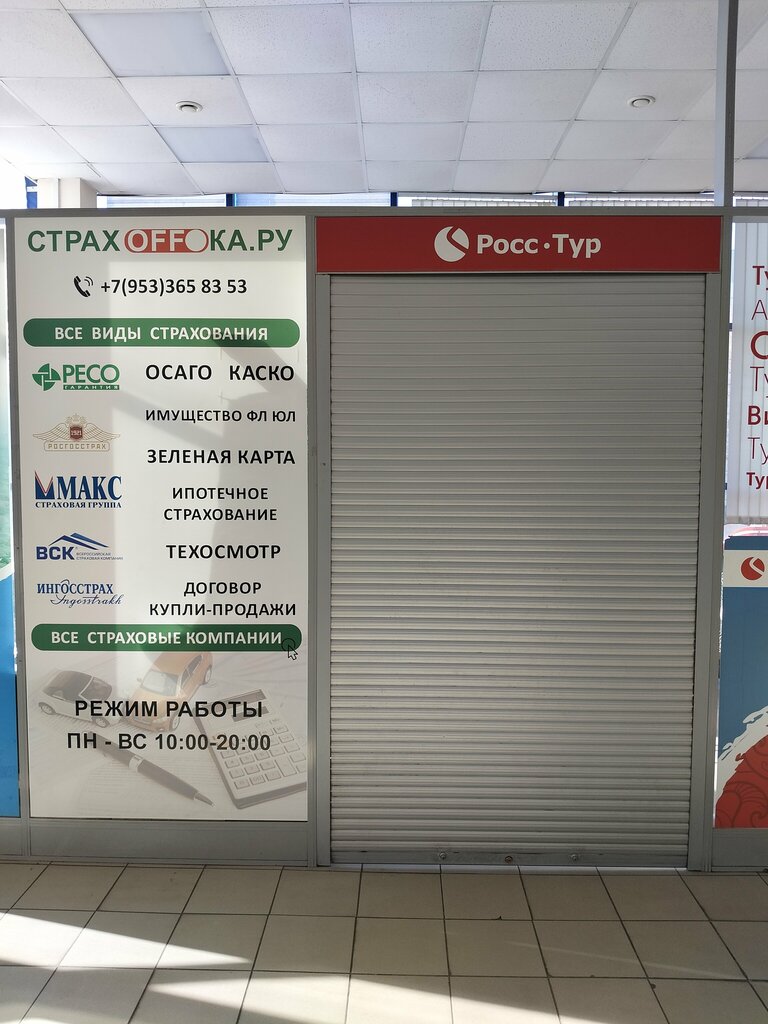 СТРАХOFFОКА.РУ
+7(953)365 83 53
ВСЕ ВИДЫ СТРАХОВАНИЯ
РЕСО
ГАРАНТИЯ
ОСАГО КАСКО
ИМУЩЕСТВО ФЛ ЮЛ
1921
РОСГОССТРАХ
ЗЕЛЕНАЯ КАРТА
МАКС
СТРАХОВАЯ ГРУППА
ИПОТЕЧНОЕ
СТРАХОВАНИЕ
ВСК
ТЕХОСМОТР
ИНГОССТРАХ
Ingosstrakh
ДОГОВОР
КУПЛИ-ПРОДАЖИ
ВСЕ СТРАХОВЫЕ КОМПАНИИ
РЕЖИМ РАБОТЫ
ПН - ВС 10:00-20:00
Росс•Тур